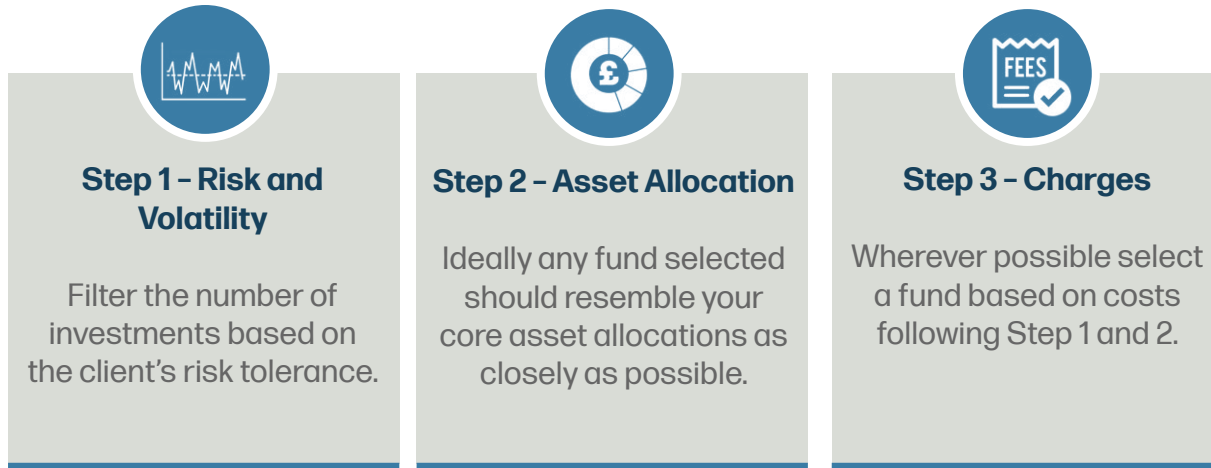 Step 1 – Risk and
Volatility
Filter the number of
investments based on
the client's risk tolerance.
£
Step 2 – Asset Allocation
Ideally any fund selected
should resemble your
core asset allocations as
closely as possible.
FEES
Step 3 – Charges
Wherever possible select
a fund based on costs
following Step 1 and 2.